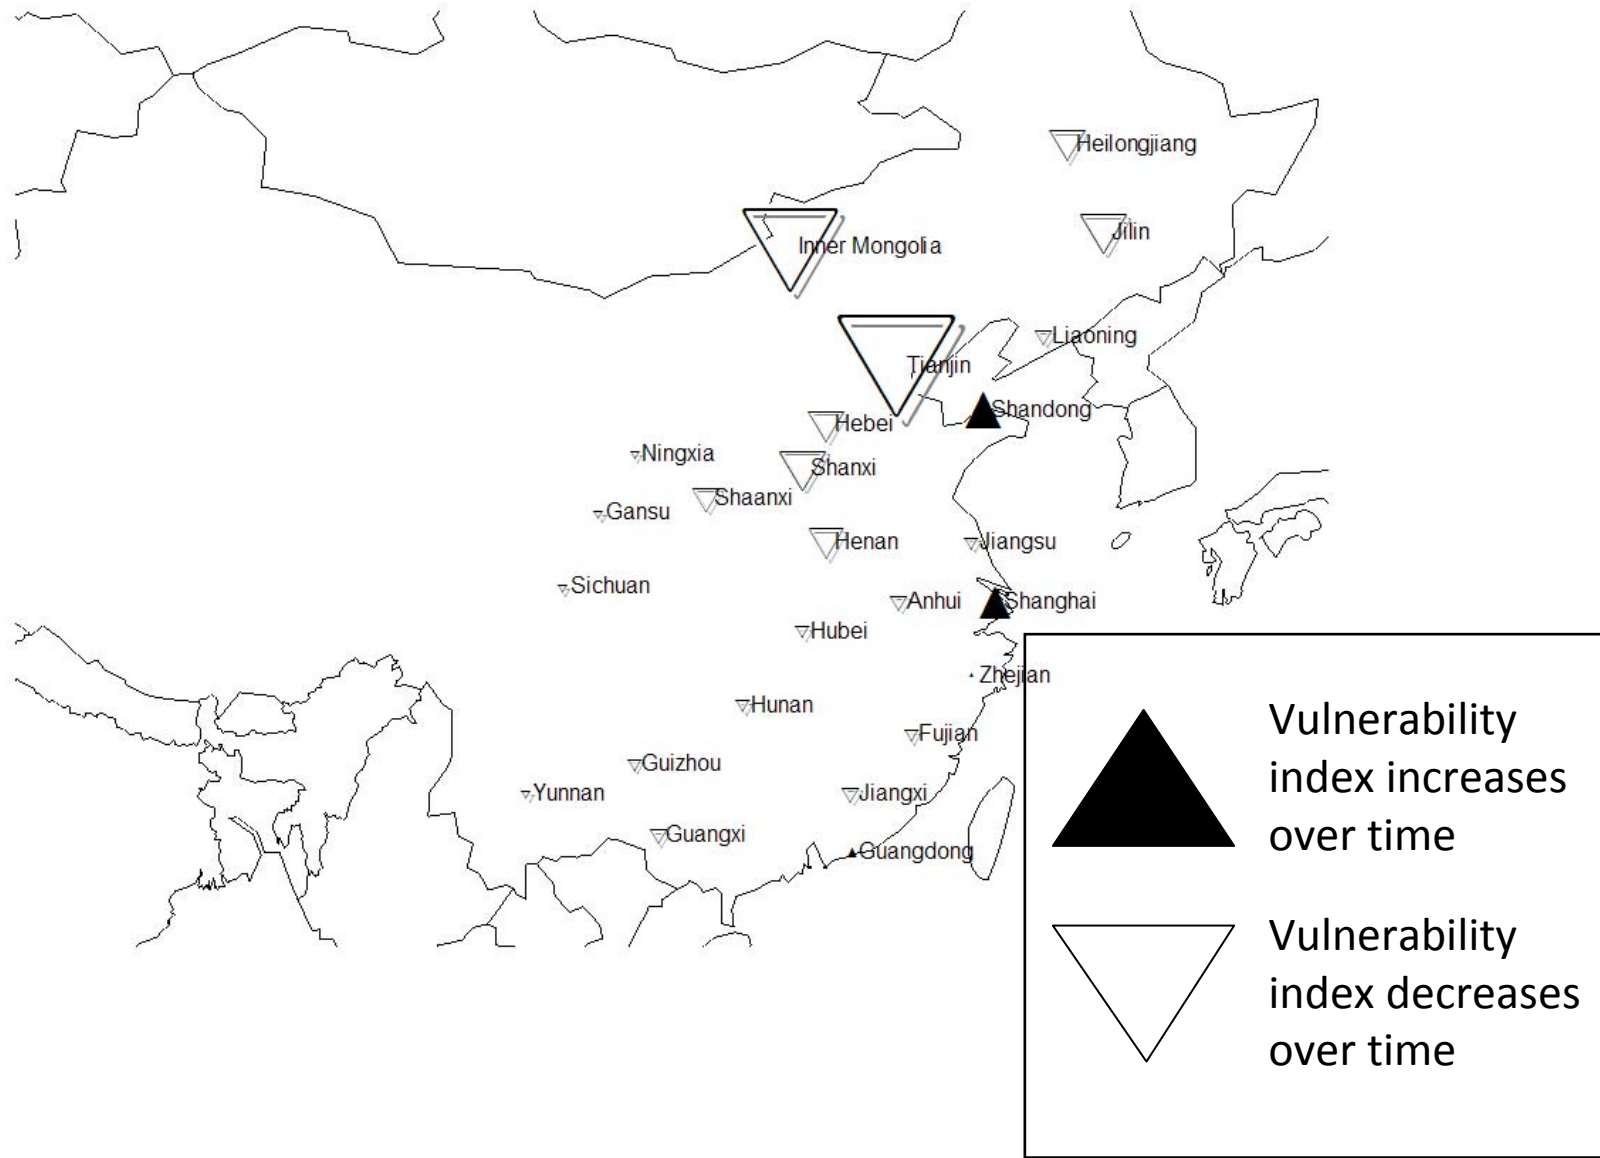 Heilongjiang
Jilin
Inner Mongolia
Liaoning
Tianjin
Shandong
Hebei
Ningxia
Shanxi
Shaanxi
Gansu
Henan
Jiangsu
Sichuan
Anhui
Shanghai
Hubei
Zhejian
Hunan
Fujian
Guizhou
Yunnan
Jiangxi
Guangxi
Guangdong
Vulnerability
index increases
over time
Vulnerability
index decreases
over time